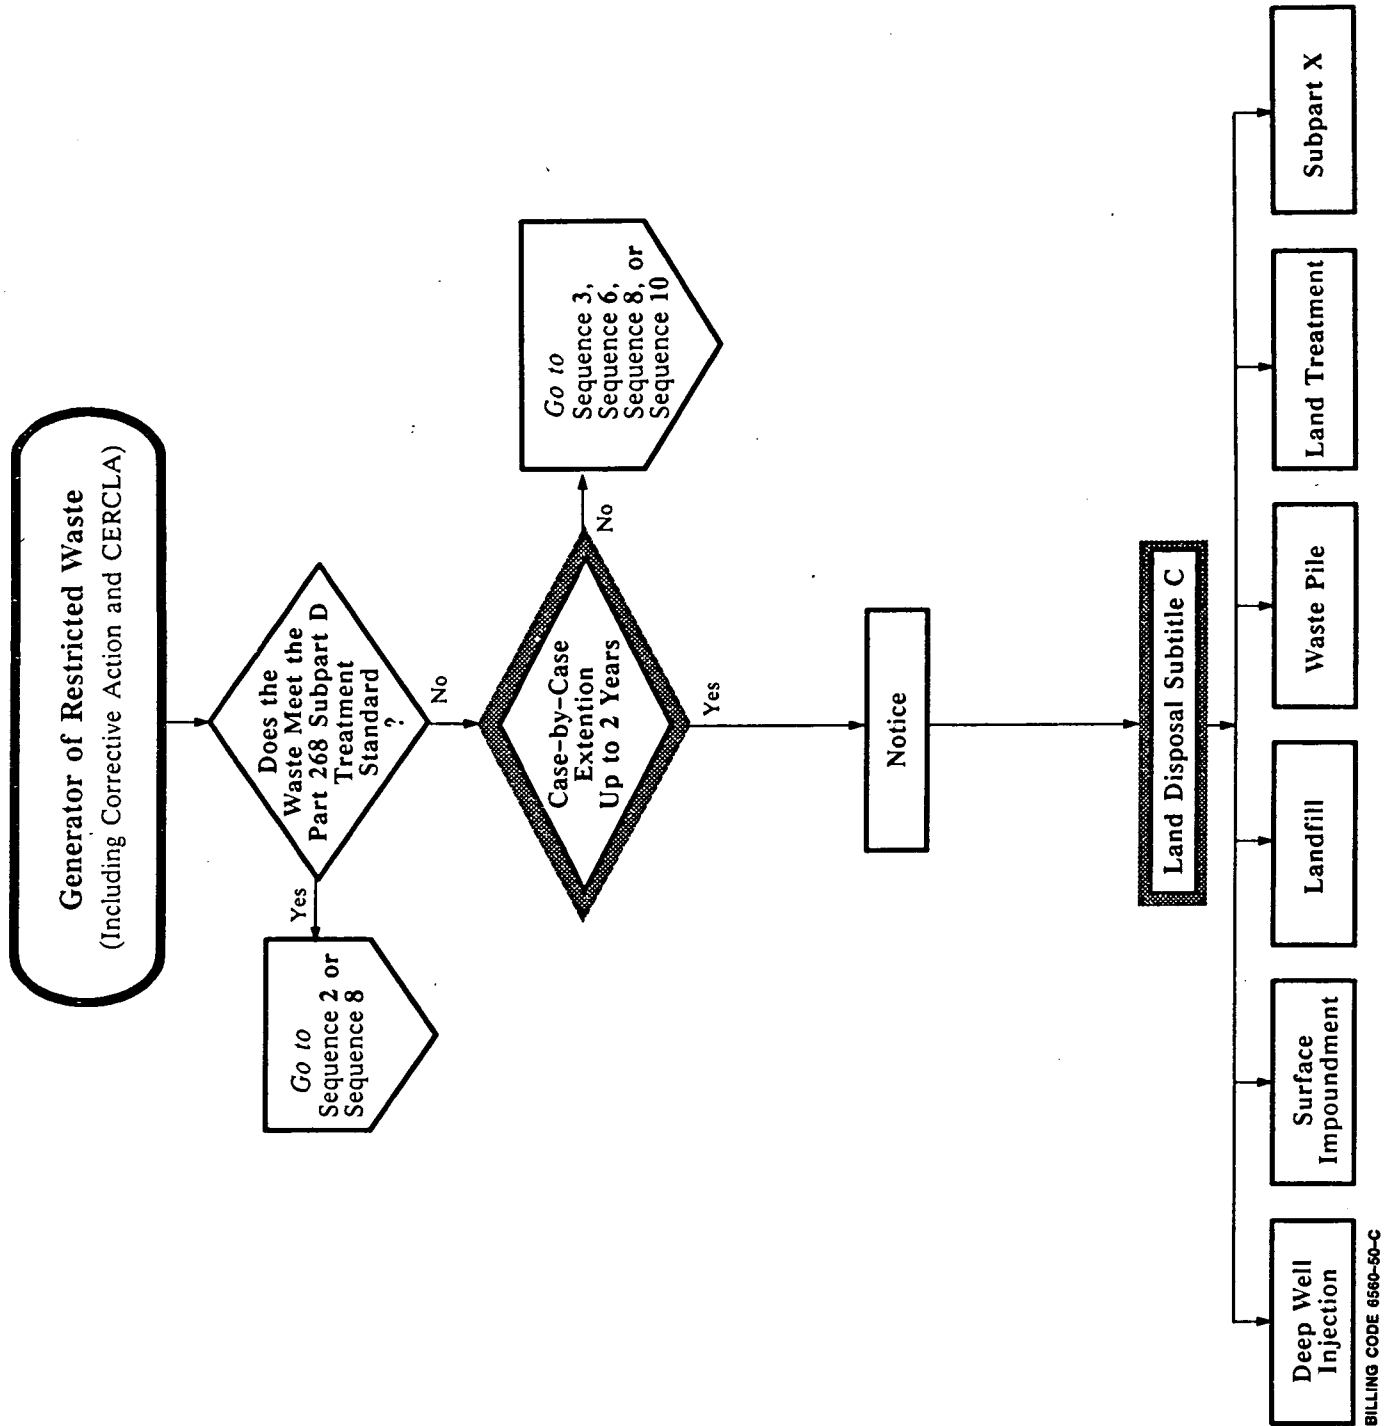 Generator of Restricted Waste
(Including Corrective Action and CERCLA)
Does the
Waste Meet the
Part 268 Subpart D
Treatment
Standard
?
Yes
No
Go to
Sequence 2 or
Sequence 8
Case-by-Case
Extention
Up to 2 Years
No
Yes
Go to
Sequence 3,
Sequence 6,
Sequence 8, or
Sequence 10
Notice
Land Disposal Subtitle C
Deep Well
Injection
Surface
Impoundment
Landfill
Waste Pile
Land Treatment
Subpart X
BILLING CODE 6560-50-C